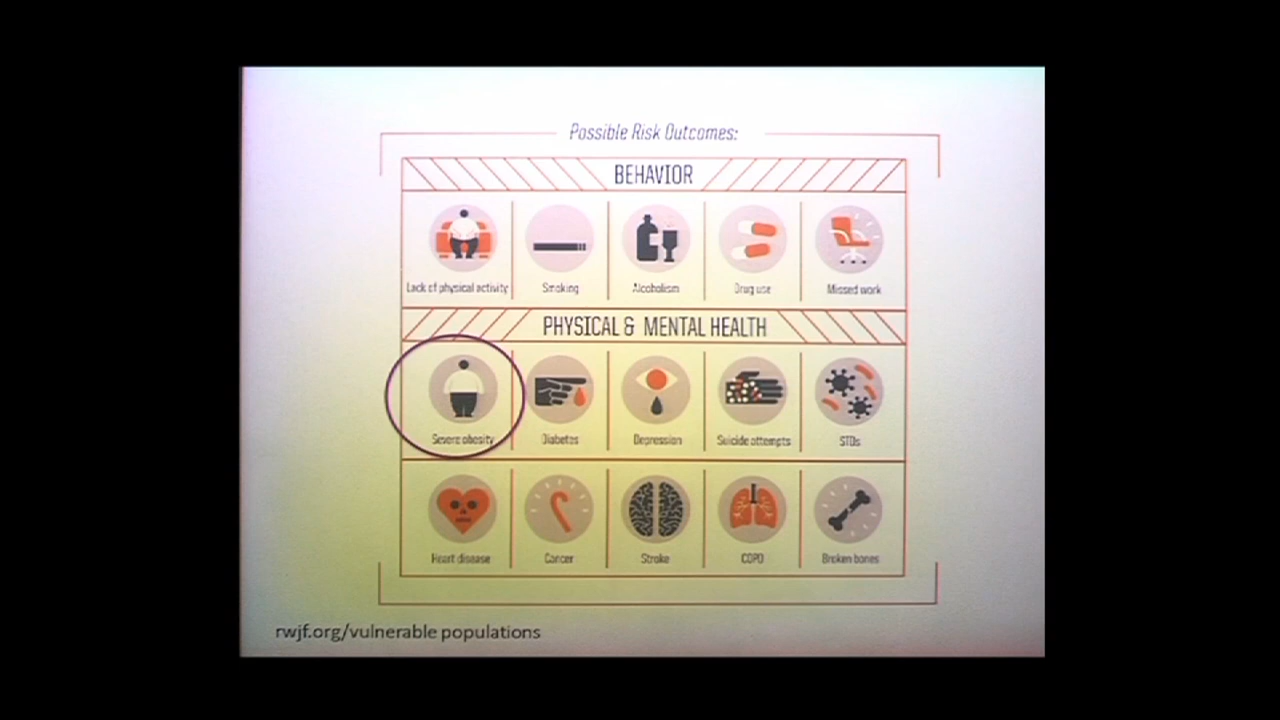 Possible Risk Outcomes:
BEHAVIOR
Lack of physical activity Smoking Alcoholism Drug use Missed work
PHYSICAL & MENTAL HEALTH
Severe obesity Diabetes Depression Suicide attempts STDs
Heart disease Cancer Stroke COPD Broken bones
rwjf.org/vulnerable populations